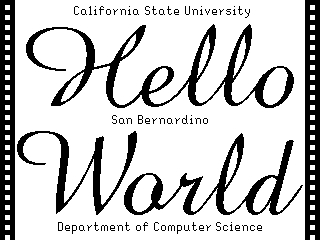 California State University
Hello
San Bernardino
World
Department of Computer Science